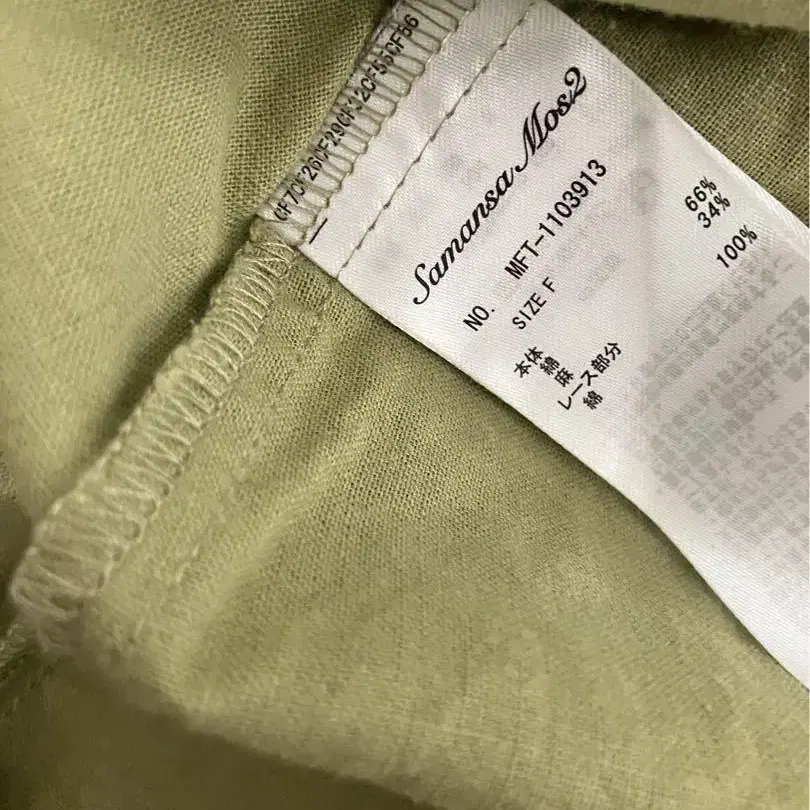 CF7CF26CF29CF32CF55CF56
Samansa Mos2
NO. MFT-1103913
SIZE F
本体
綿 66%
麻 34%
レース部分
綿 100%